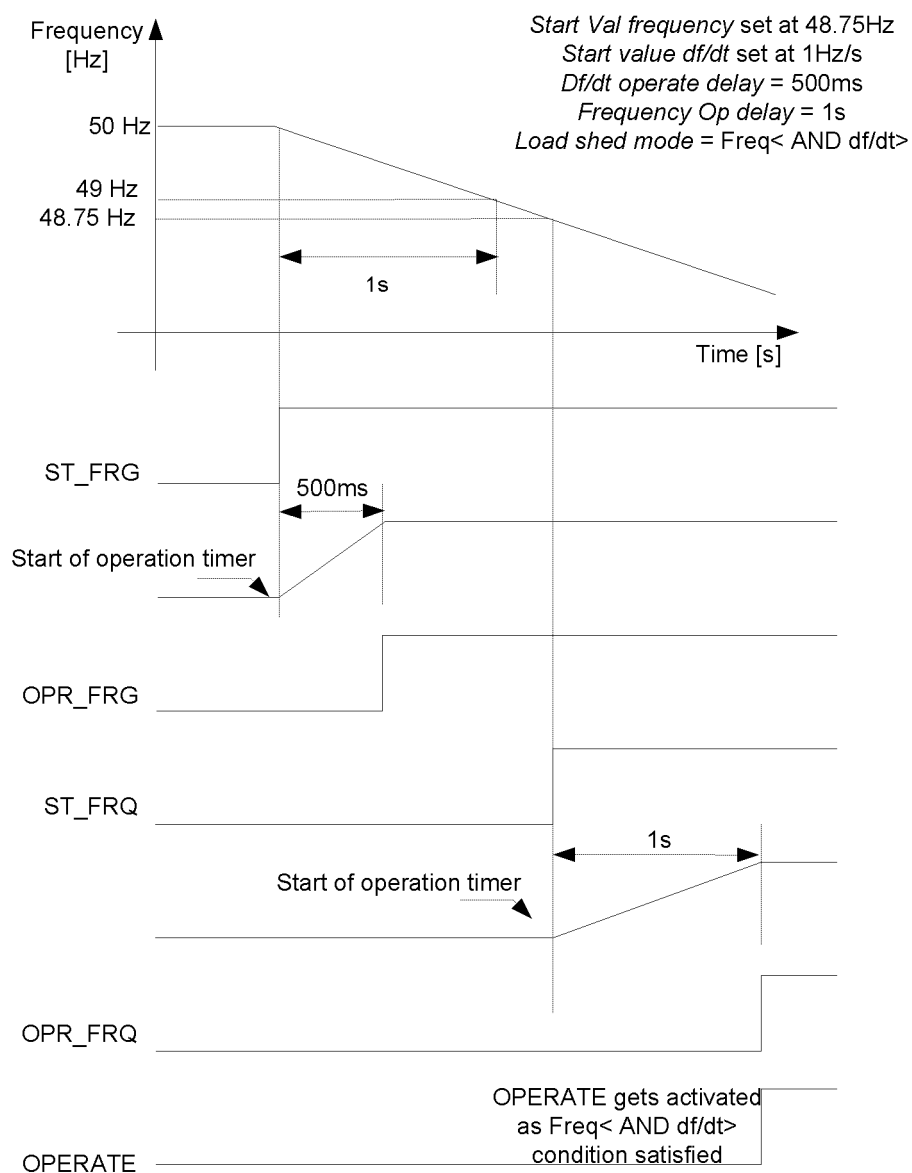 Start Val frequency set at 48.75Hz
Start value df/dt set at 1Hz/s
Df/dt operate delay = 500ms
Frequency Op delay = 1s
Load shed mode = Freq< AND df/dt>
Frequency
[Hz]
50 Hz
49 Hz
48.75 Hz
1s
Time [s]
ST_FRG
500ms
Start of operation timer
OPR_FRG
ST_FRQ
1s
Start of operation timer
OPR_FRQ
OPERATE gets activated
as Freq< AND df/dt>
condition satisfied
OPERATE